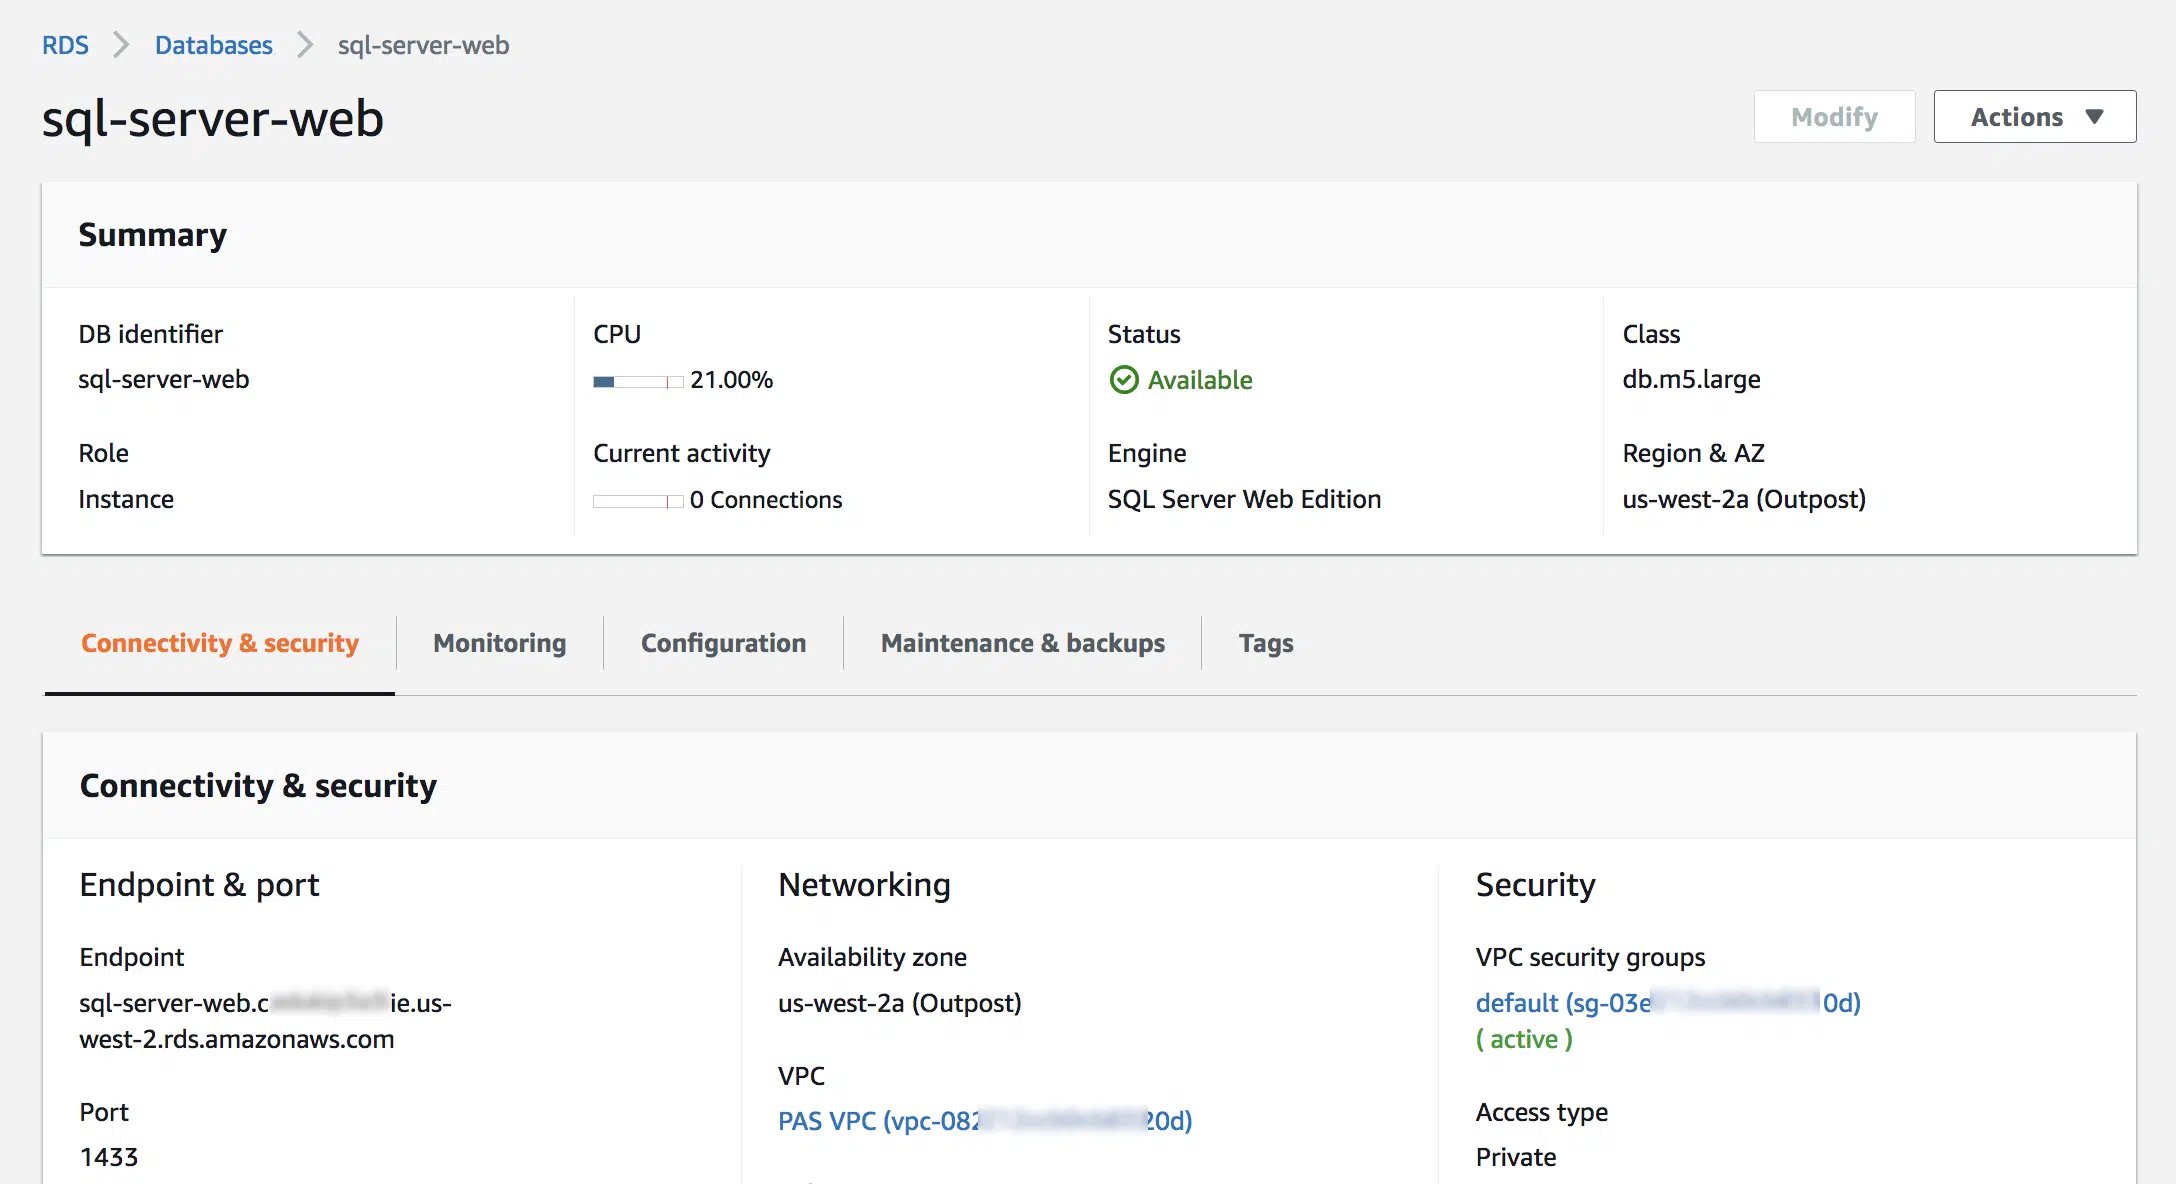 RDS > Databases > sql-server-web
sql-server-web
Modify
Actions
Summary
DB identifier
sql-server-web
CPU
21.00%
Status
Available
Class
db.m5.large
Role
Instance
Current activity
0 Connections
Engine
SQL Server Web Edition
Region & AZ
us-west-2a (Outpost)
Connectivity & security
Monitoring
Configuration
Maintenance & backups
Tags
Connectivity & security
Endpoint & port
Endpoint
sql-server-web.c ie.us-
west-2.rds.amazonaws.com
Port
1433
Networking
Availability zone
us-west-2a (Outpost)
VPC
PAS VPC (vpc-082 20d)
Security
VPC security groups
default (sg-03e 0d)
( active )
Access type
Private